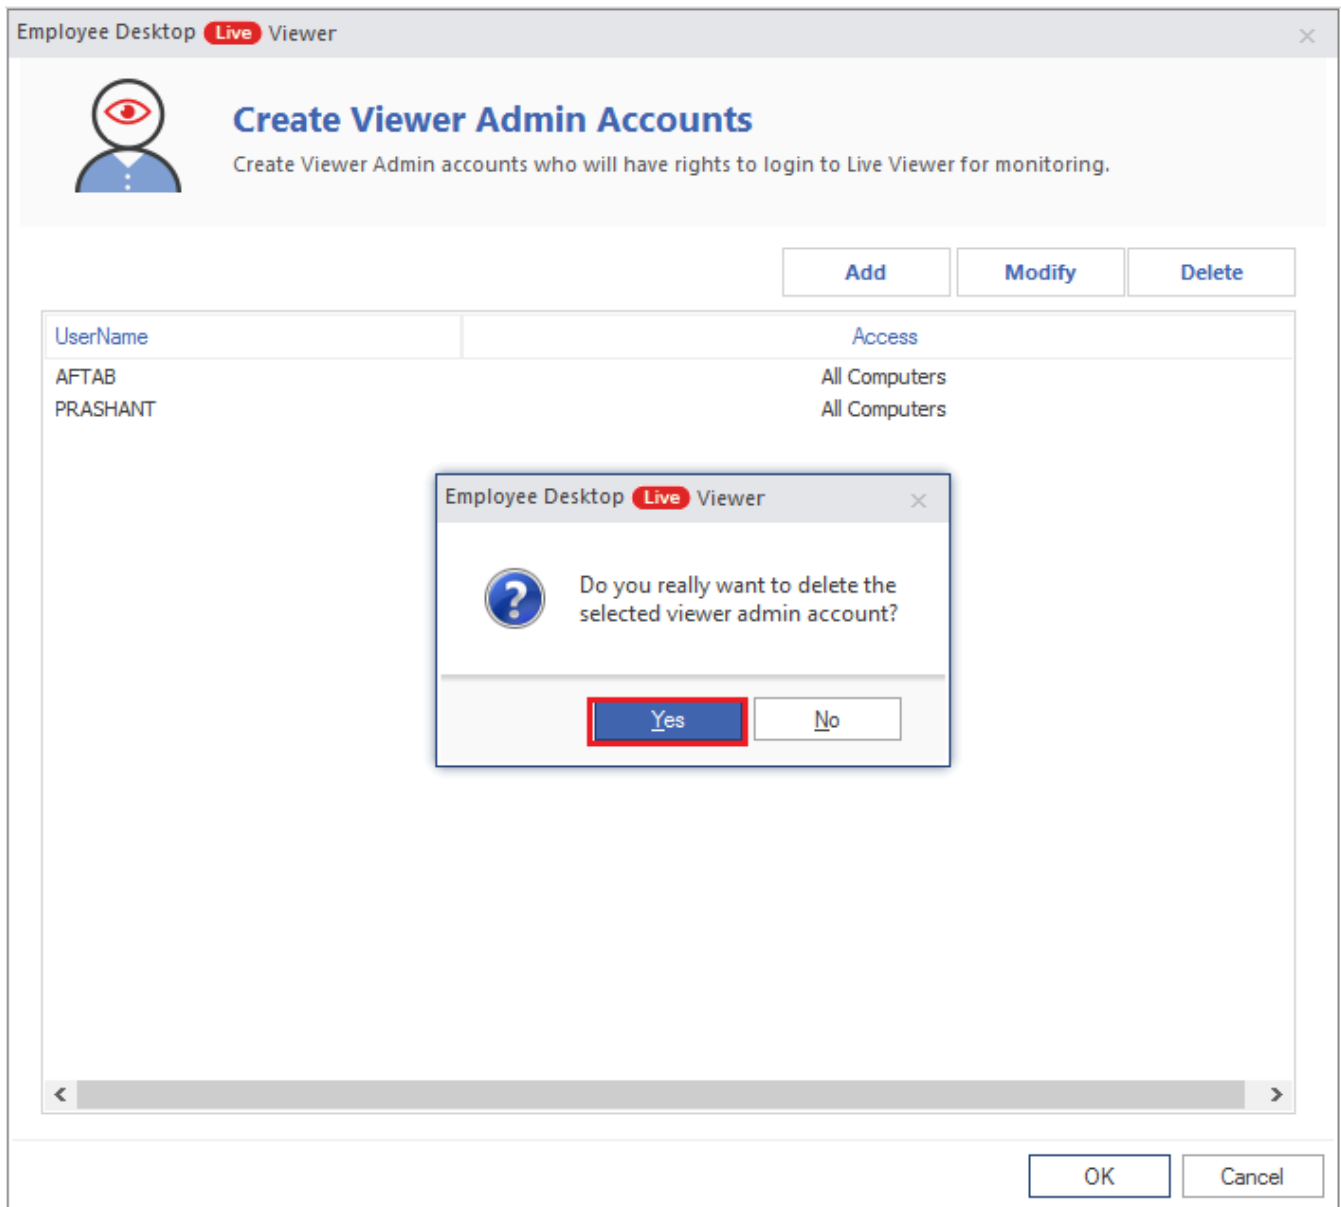 Employee Desktop Live Viewer
Create Viewer Admin Accounts
Create Viewer Admin accounts who will have rights to login to Live Viewer for monitoring.
Add Modify Delete
UserName Access
AFTAB All Computers
PRASHANT All Computers
Employee Desktop Live Viewer
Do you really want to delete the
selected viewer admin account?
Yes No
OK Cancel